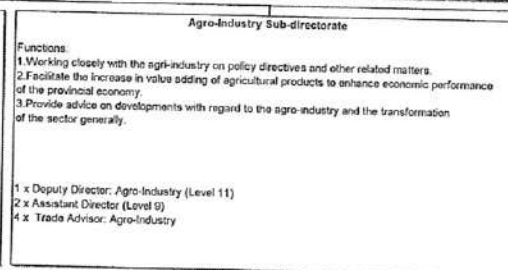 Agro-Industry Sub-directorate
Functions:
1.Working closely with the agri-industry on policy directives and other related matters.
2.Facilitate the increase in value adding of agricultural products to enhance economic performance
of the provincial economy.
3.Provide advice on developments with regard to the agro-industry and the transformation
of the sector generally.
1 x Deputy Director: Agro-Industry (Level 11)
2 x Assistant Director (Level 9)
4 x Trade Advisor: Agro-Industry